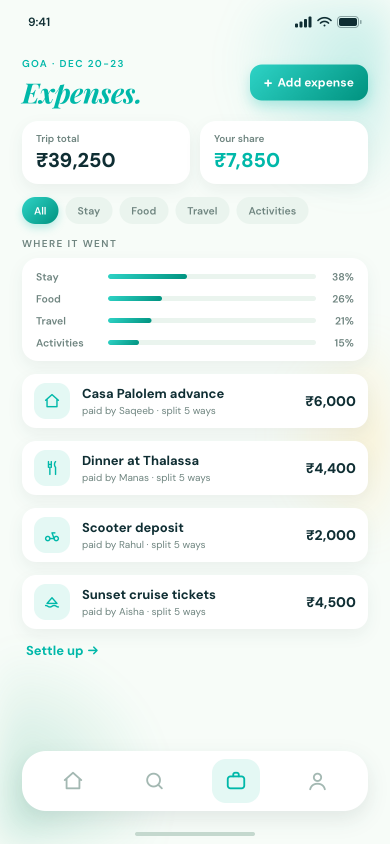 9:41
GOA · DEC 20–23
Expenses.
+ Add expense
Trip total
₹39,250
Your share
₹7,850
All
Stay
Food
Travel
Activities
WHERE IT WENT
Stay 38%
Food 26%
Travel 21%
Activities 15%
Casa Palolem advance
paid by Saqeeb · split 5 ways
₹6,000
Dinner at Thalassa
paid by Manas · split 5 ways
₹4,400
Scooter deposit
paid by Rahul · split 5 ways
₹2,000
Sunset cruise tickets
paid by Aisha · split 5 ways
₹4,500
Settle up →